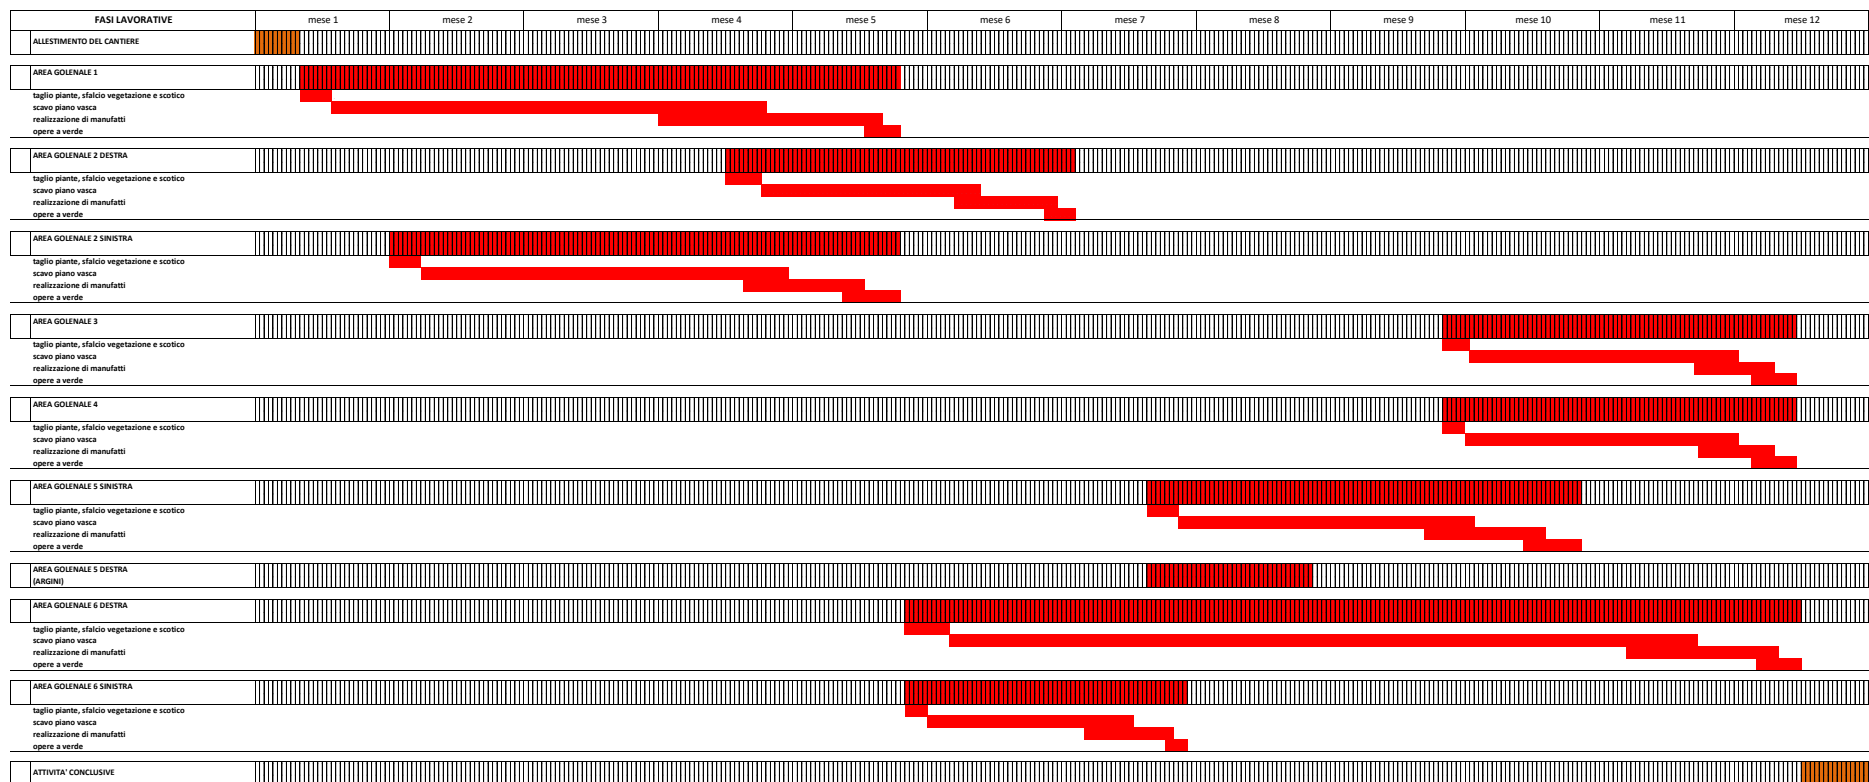 FASI LAVORATIVE mese 1 mese 2 mese 3 mese 4 mese 5 mese 6 mese 7 mese 8 mese 9 mese 10 mese 11 mese 12
ALLESTIMENTO DEL CANTIERE
AREA GOLENALE 1
taglio piante, sfalcio vegetazione e scotico
scavo piano vasca
realizzazione di manufatti
opere a verde
AREA GOLENALE 2 DESTRA
taglio piante, sfalcio vegetazione e scotico
scavo piano vasca
realizzazione di manufatti
opere a verde
AREA GOLENALE 2 SINISTRA
taglio piante, sfalcio vegetazione e scotico
scavo piano vasca
realizzazione di manufatti
opere a verde
AREA GOLENALE 3
taglio piante, sfalcio vegetazione e scotico
scavo piano vasca
realizzazione di manufatti
opere a verde
AREA GOLENALE 4
taglio piante, sfalcio vegetazione e scotico
scavo piano vasca
realizzazione di manufatti
opere a verde
AREA GOLENALE 5 SINISTRA
taglio piante, sfalcio vegetazione e scotico
scavo piano vasca
realizzazione di manufatti
opere a verde
AREA GOLENALE 5 DESTRA
(ARGINI)
AREA GOLENALE 6 DESTRA
taglio piante, sfalcio vegetazione e scotico
scavo piano vasca
realizzazione di manufatti
opere a verde
AREA GOLENALE 6 SINISTRA
taglio piante, sfalcio vegetazione e scotico
scavo piano vasca
realizzazione di manufatti
opere a verde
ATTIVITA' CONCLUSIVE